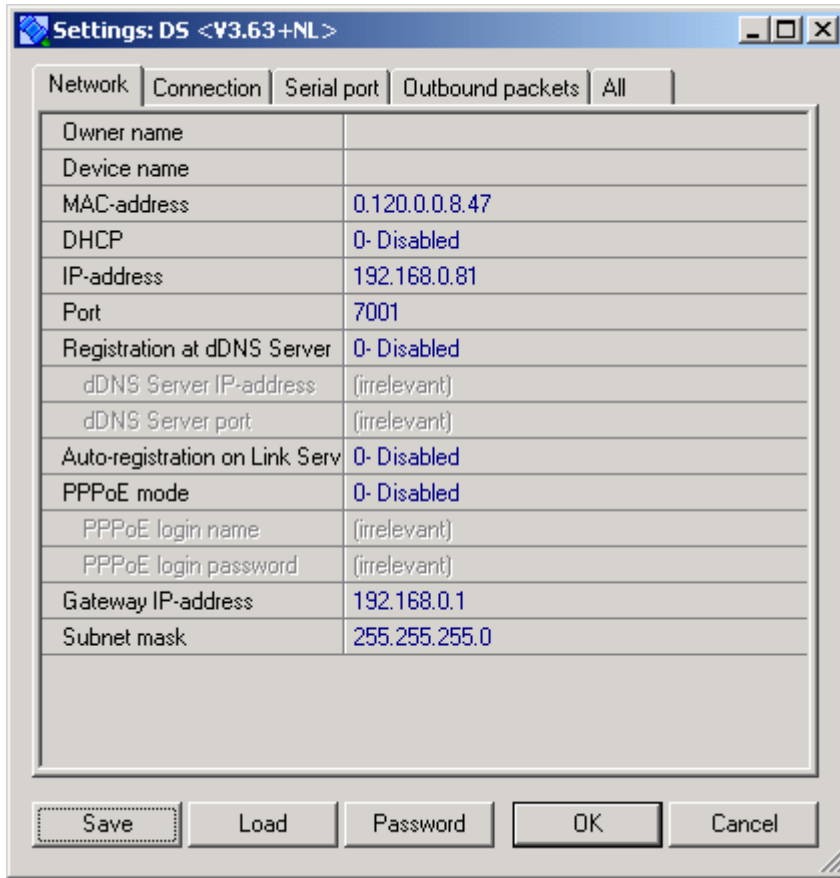 Settings: DS <V3.63+NL>
Network Connection Serial port Outbound packets All
Owner name
Device name
MAC-address 0.120.0.0.8.47
DHCP 0- Disabled
IP-address 192.168.0.81
Port 7001
Registration at dDNS Server 0- Disabled
dDNS Server IP-address (irrelevant)
dDNS Server port (irrelevant)
Auto-registration on Link Serv 0- Disabled
PPPoE mode 0- Disabled
PPPoE login name (irrelevant)
PPPoE login password (irrelevant)
Gateway IP-address 192.168.0.1
Subnet mask 255.255.255.0
Save Load Password OK Cancel